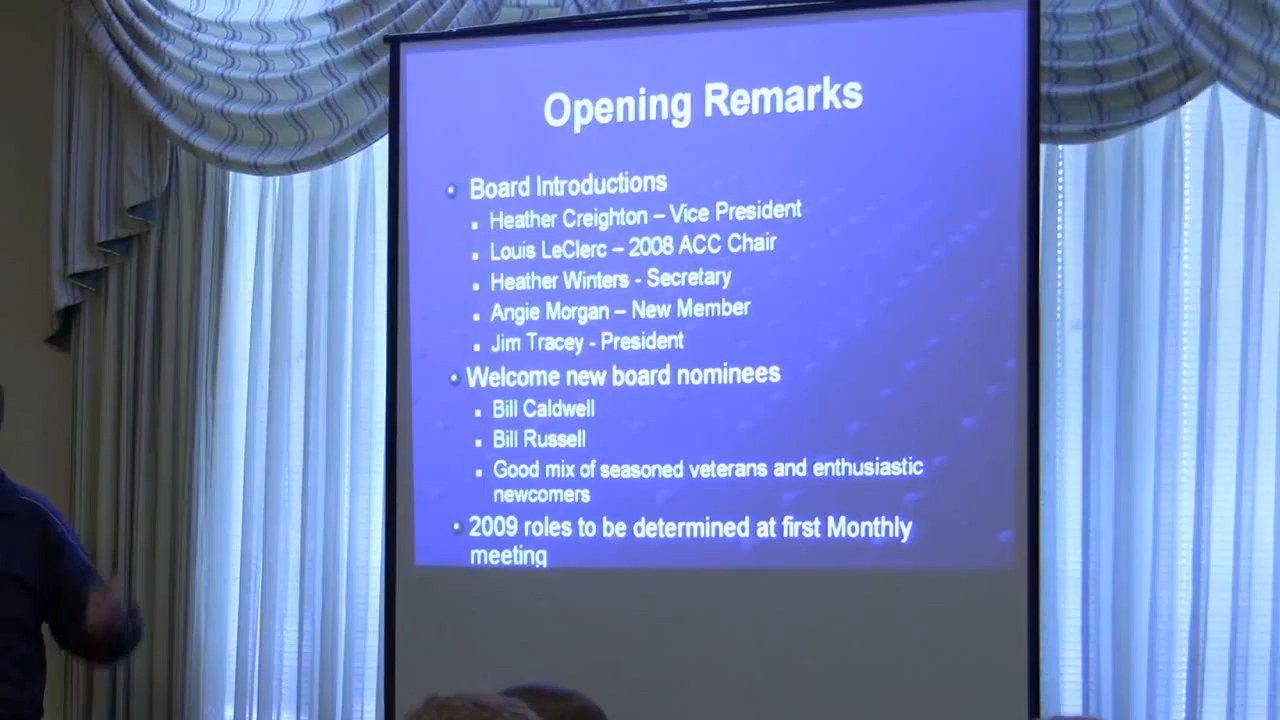 Opening Remarks
Board Introductions
Heather Creighton – Vice President
Louis LeClerc – 2008 ACC Chair
Heather Winters - Secretary
Angie Morgan – New Member
Jim Tracey - President
Welcome new board nominees
Bill Caldwell
Bill Russell
Good mix of seasoned veterans and enthusiastic
newcomers
2009 roles to be determined at first Monthly
meeting